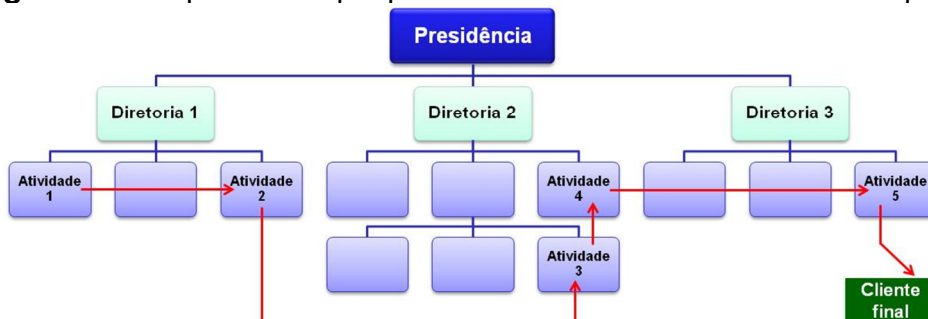 Presidência
Diretoria 1
Diretoria 2
Diretoria 3
Atividade
1
Atividade
2
Atividade
4
Atividade
5
Atividade
3
Cliente
final